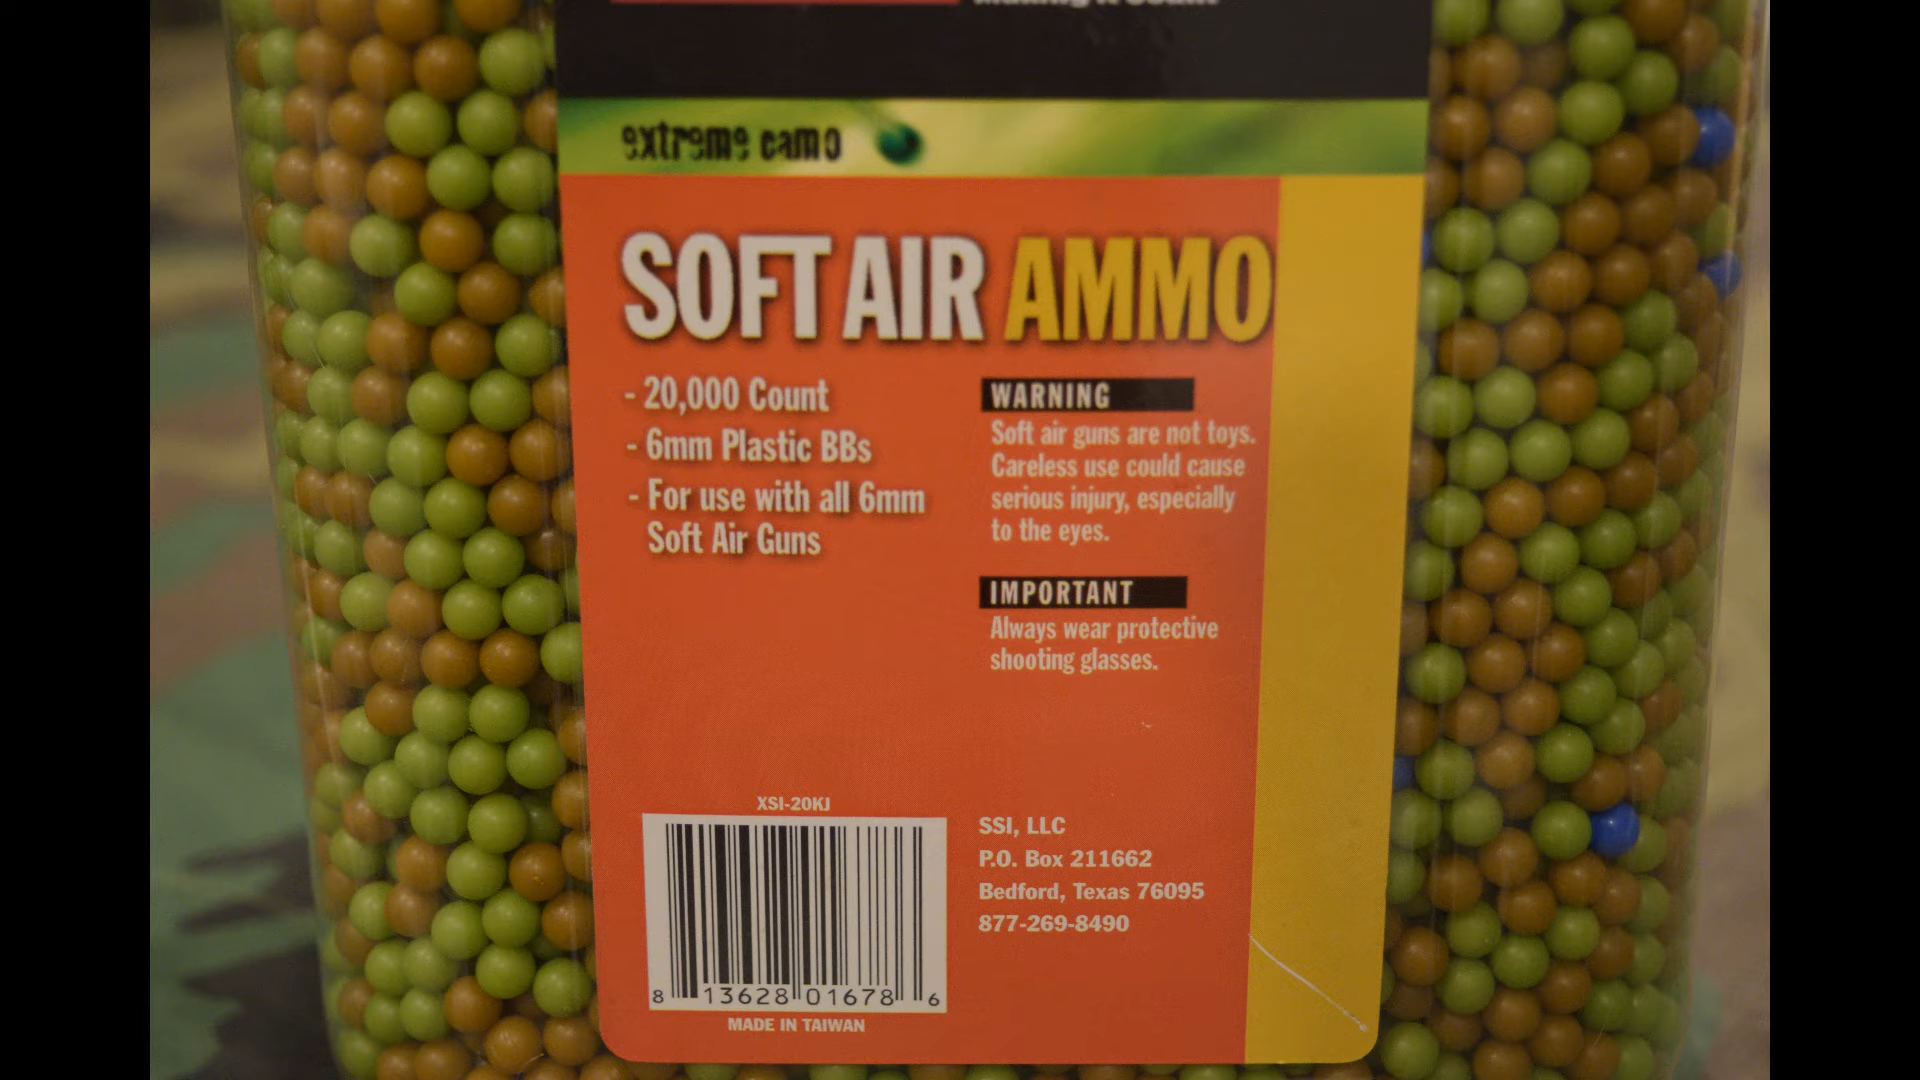 extreme camo
SOFT AIR AMMO
- 20,000 Count
- 6mm Plastic BBs
- For use with all 6mm
Soft Air Guns
WARNING
Soft air guns are not toys.
Careless use could cause
serious injury, especially
to the eyes.
IMPORTANT
Always wear protective
shooting glasses.
XSI-20KJ
8 13628 01678 6
MADE IN TAIWAN
SSI, LLC
P.O. Box 211662
Bedford, Texas 76095
877-269-8490